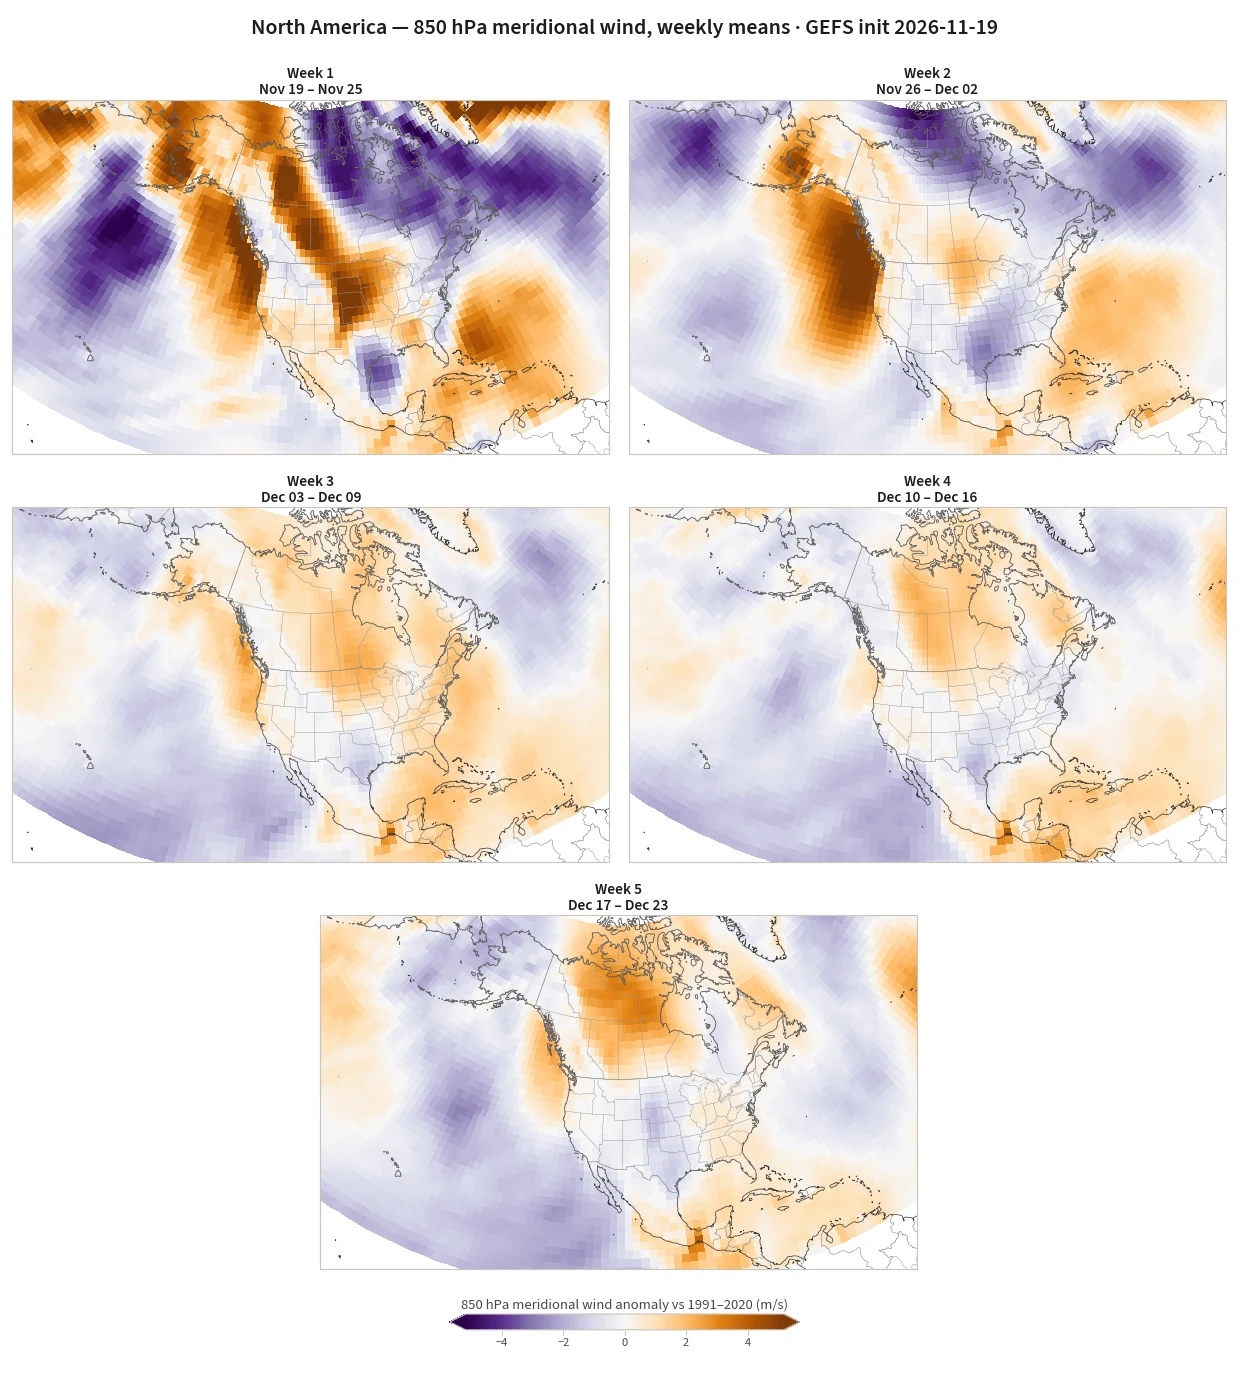 North America — 850 hPa meridional wind, weekly means · GEFS init 2026-11-19
Week 1
Nov 19 – Nov 25
Week 2
Nov 26 – Dec 02
Week 3
Dec 03 – Dec 09
Week 4
Dec 10 – Dec 16
Week 5
Dec 17 – Dec 23
850 hPa meridional wind anomaly vs 1991–2020 (m/s)
−4 −2 0 2 4